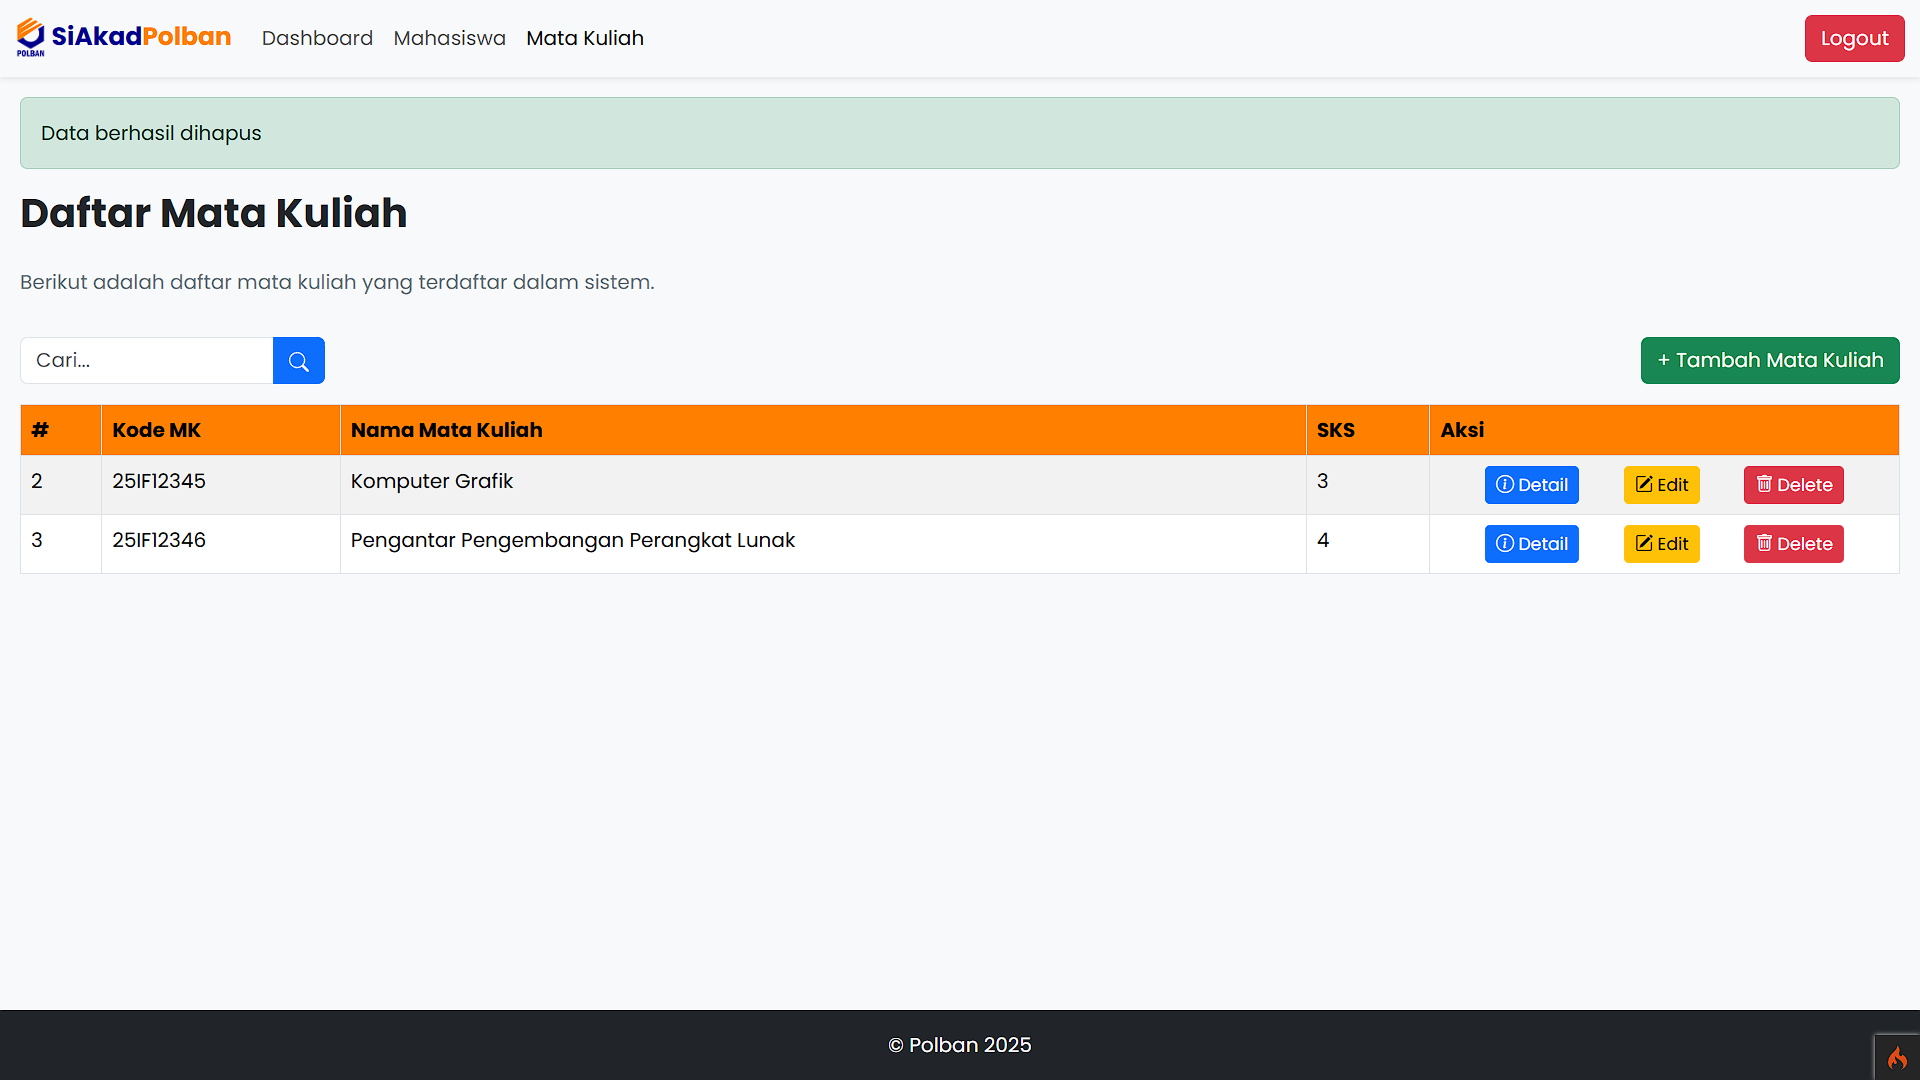 POLBAN SiAkadPolban Dashboard Mahasiswa Mata Kuliah Logout
Data berhasil dihapus
Daftar Mata Kuliah
Berikut adalah daftar mata kuliah yang terdaftar dalam sistem.
Cari... + Tambah Mata Kuliah
# Kode MK Nama Mata Kuliah SKS Aksi
2 25IF12345 Komputer Grafik 3 Detail Edit Delete
3 25IF12346 Pengantar Pengembangan Perangkat Lunak 4 Detail Edit Delete
© Polban 2025